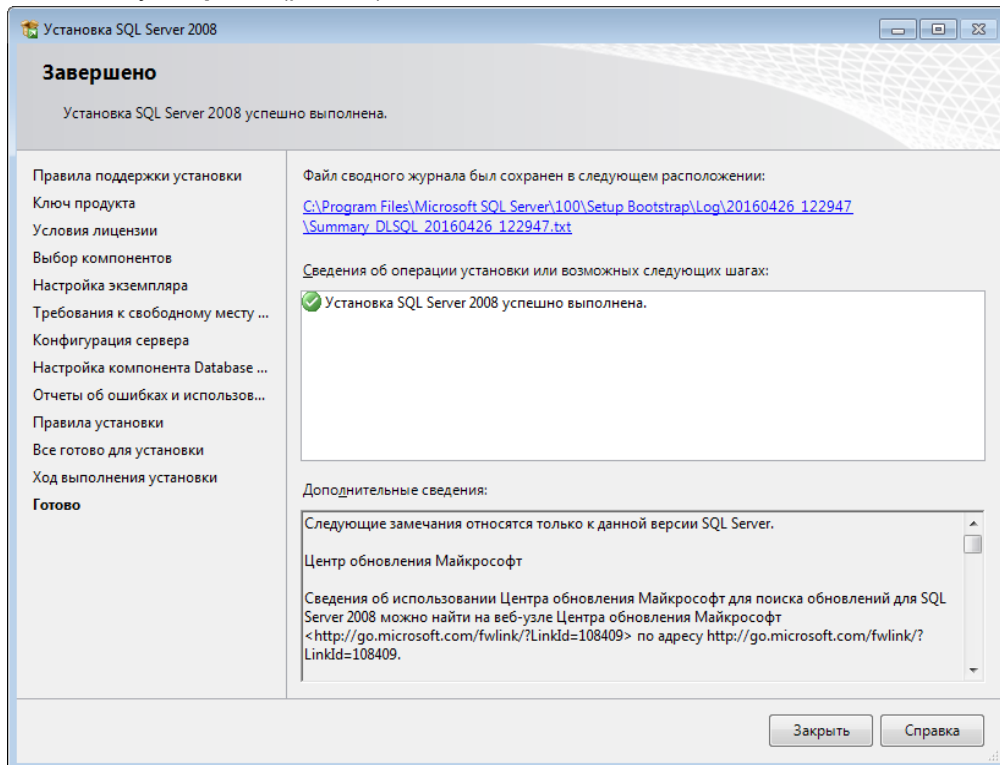 Установка SQL Server 2008
Завершено
Установка SQL Server 2008 успешно выполнена.
Правила поддержки установки
Ключ продукта
Условия лицензии
Выбор компонентов
Настройка экземпляра
Требования к свободному месту ...
Конфигурация сервера
Настройка компонента Database ...
Отчеты об ошибках и использов...
Правила установки
Все готово для установки
Ход выполнения установки
Готово
Файл сводного журнала был сохранен в следующем расположении:
C:\Program Files\Microsoft SQL Server\100\Setup Bootstrap\Log\20160426_122947
\Summary_DLSQL_20160426_122947.txt
Сведения об операции установки или возможных следующих шагах:
Установка SQL Server 2008 успешно выполнена.
Дополнительные сведения:
Следующие замечания относятся только к данной версии SQL Server.
Центр обновления Майкрософт
Сведения об использовании Центра обновления Майкрософт для поиска обновлений для SQL
Server 2008 можно найти на веб-узле Центра обновления Майкрософт
<http://go.microsoft.com/fwlink/?LinkId=108409> по адресу http://go.microsoft.com/fwlink/?
LinkId=108409.
Закрыть
Справка